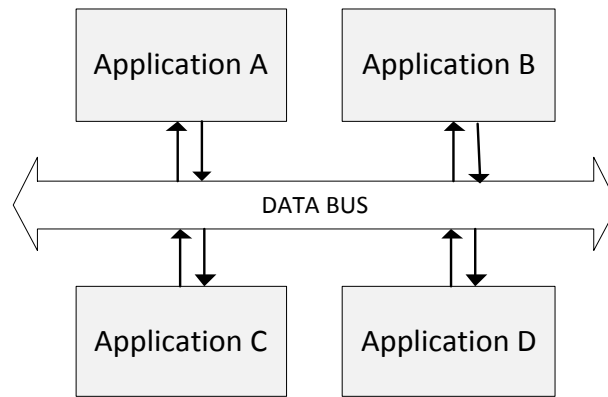 Application A
Application B
DATA BUS
Application C
Application D